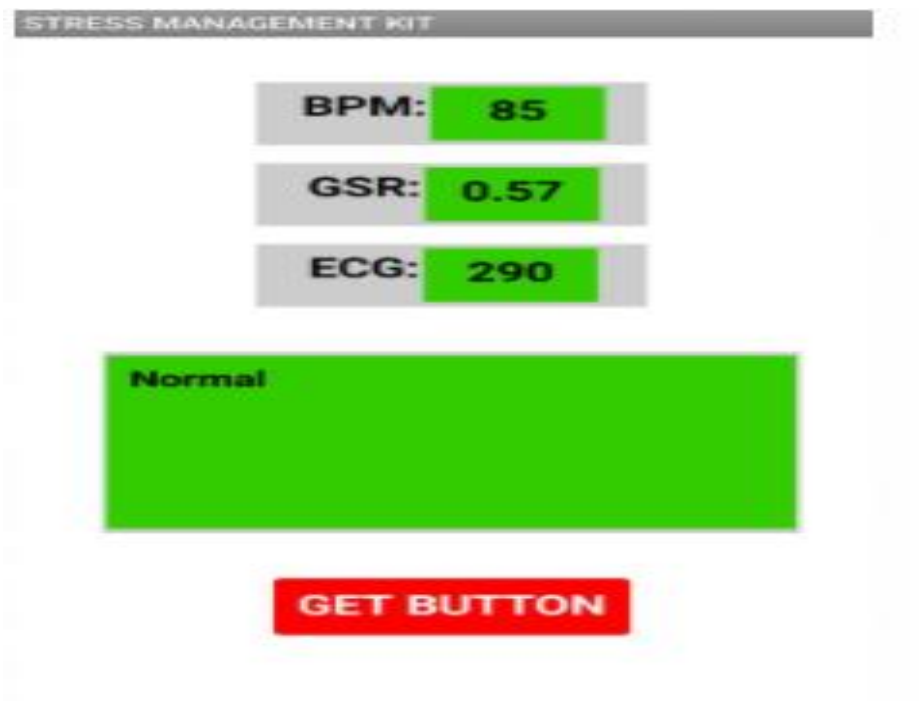 STRESS MANAGEMENT KIT
BPM: 85
GSR: 0.57
ECG: 290
Normal
GET BUTTON